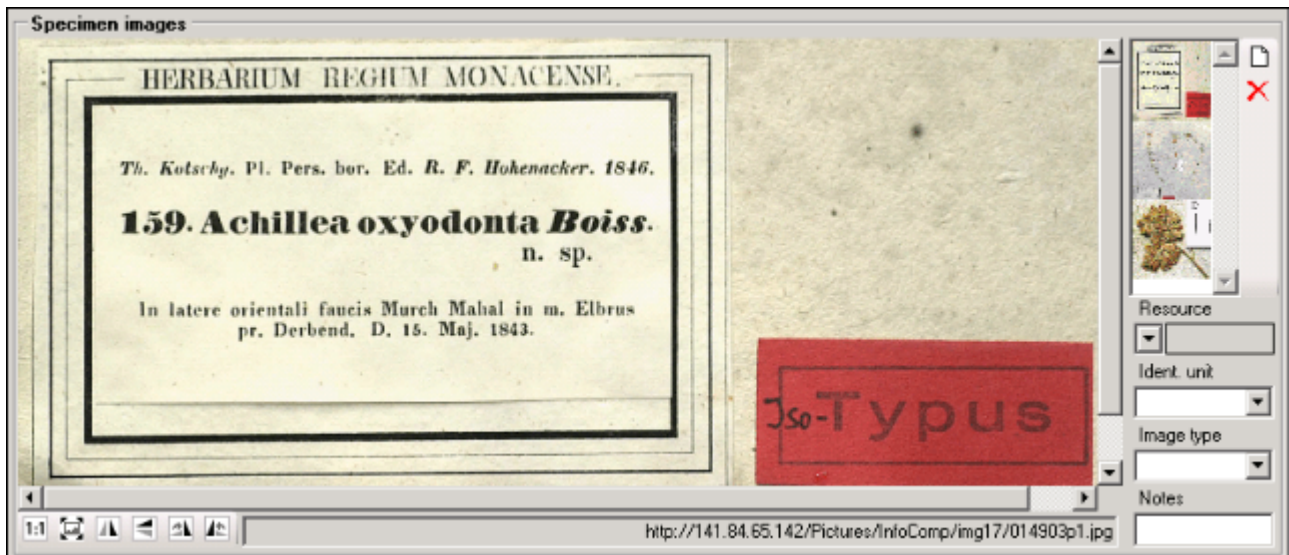 Specimen images
HERBARIUM REGIUM MONACENSE.
Th. Kotschy. Pl. Pers. bor. Ed. R. F. Hohenacker. 1846.
159. Achillea oxyodonta Boiss.
n. sp.
In latere orientali faucis Murch Mahal in m. Elbrus
pr. Derbend. D. 15. Maj. 1843.
Iso-Typus
Resource
Ident. unit
Image type
Notes
1:1
http://141.84.65.142/Pictures/InfoComp/img17/014903p1.jpg